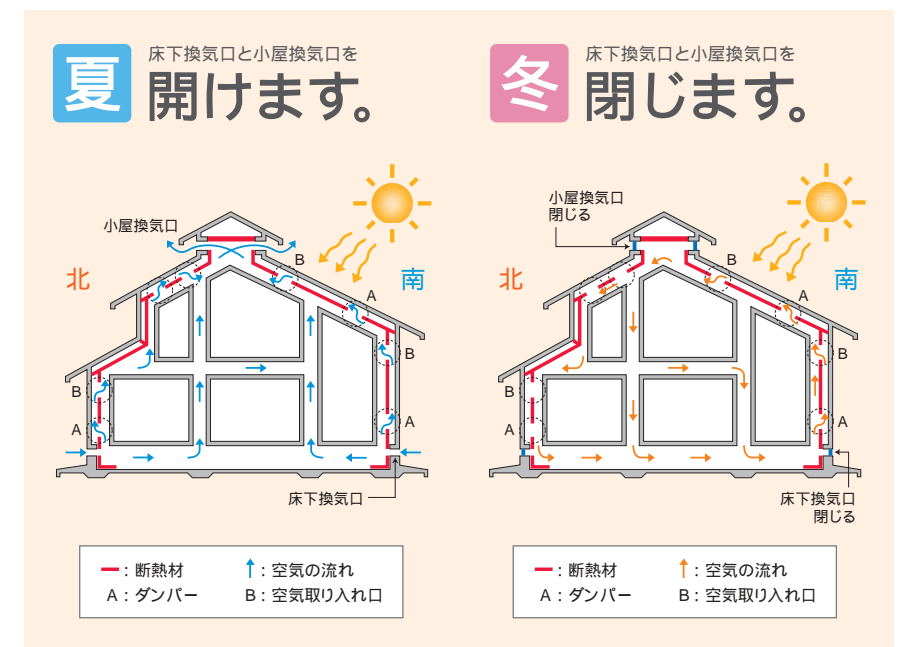 夏
床下換気口と小屋換気口を
開けます。
小屋換気口
北
南
B
A
B
A
B
A
床下換気口
：断熱材
：空気の流れ
A：ダンパー
B：空気取り入れ口
冬
床下換気口と小屋換気口を
閉じます。
小屋換気口
閉じる
北
南
B
A
B
A
B
A
床下換気口
閉じる
：断熱材
：空気の流れ
A：ダンパー
B：空気取り入れ口